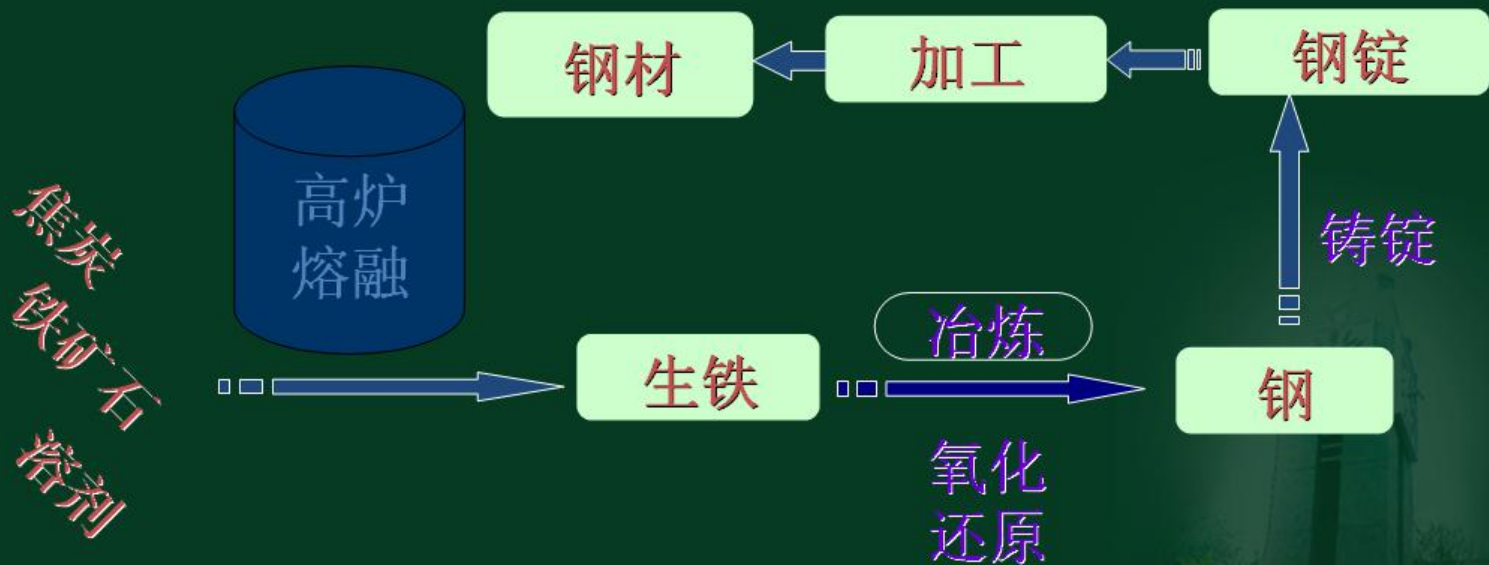 钢材
加工
钢锭
高炉
熔融
焦炭
铁矿石
溶剂
生铁
冶炼
氧化
还原
钢
铸锭